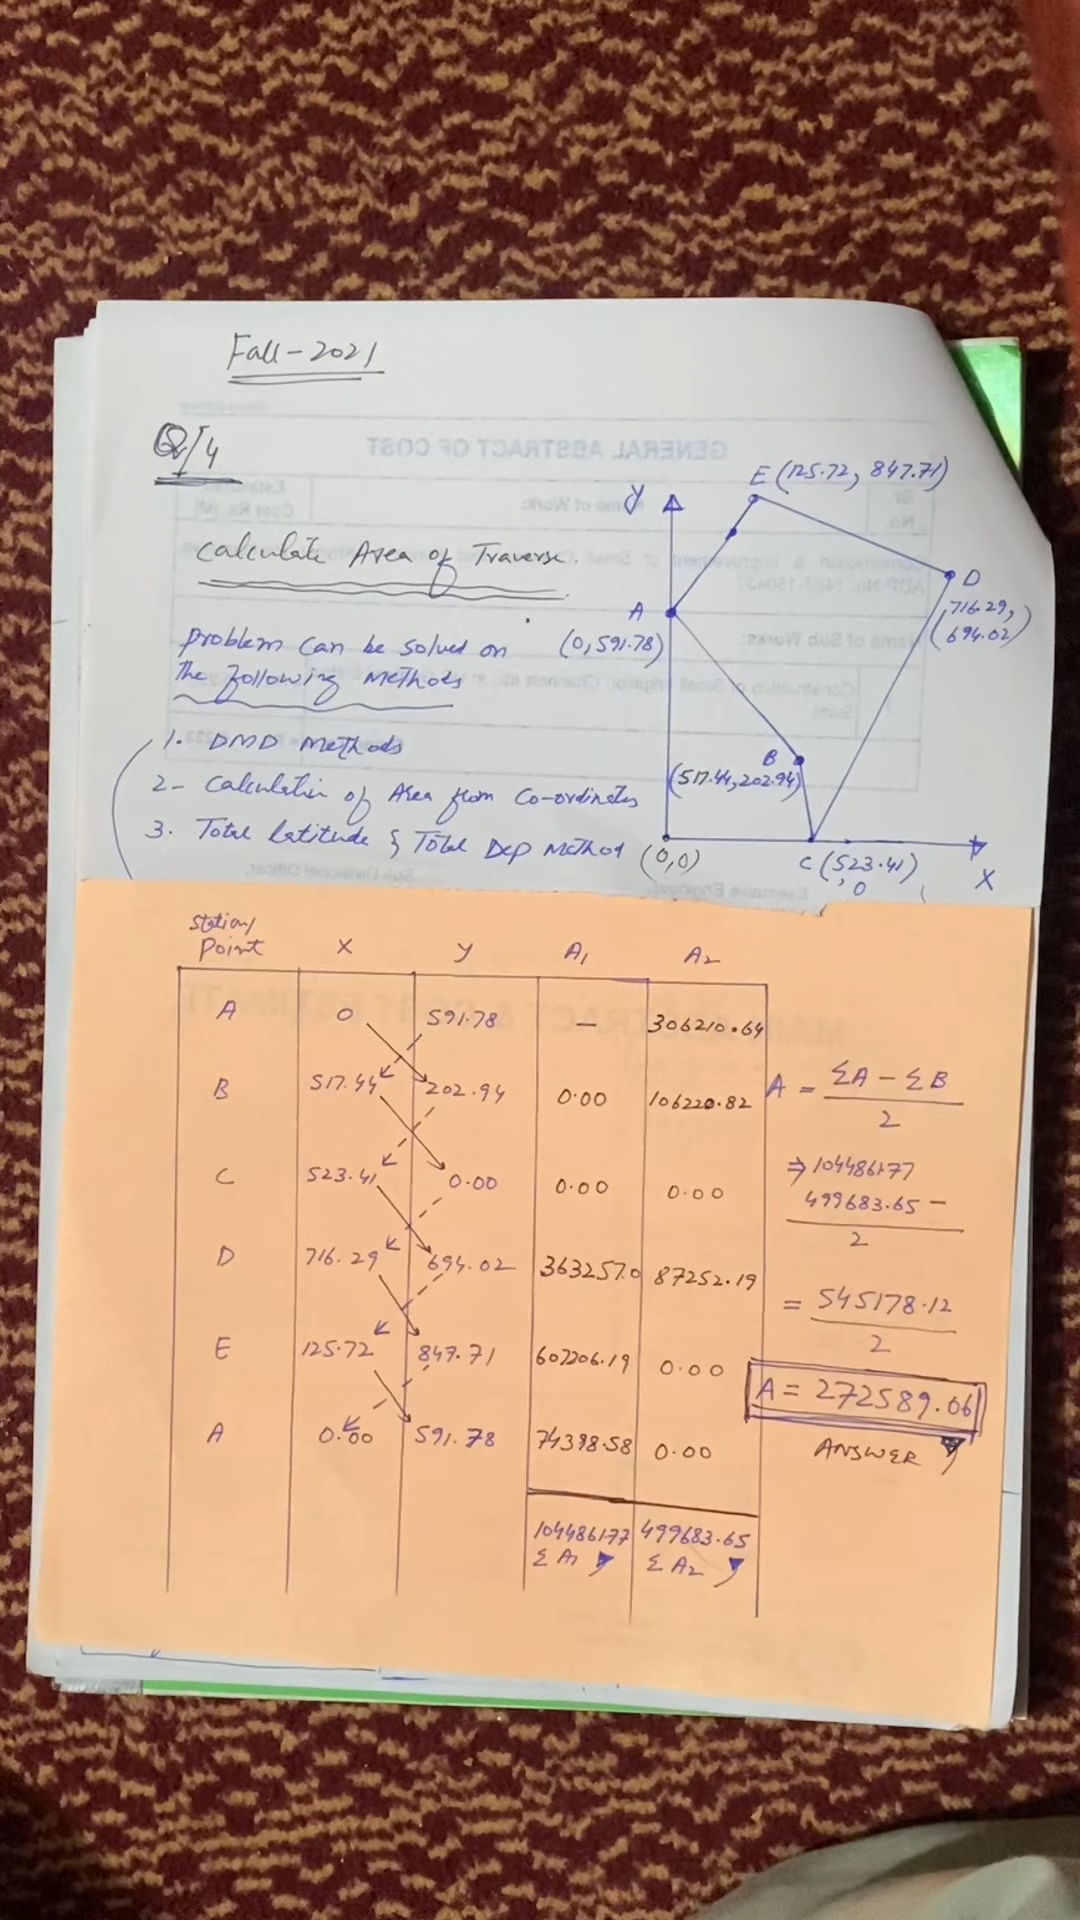 Fall-2021
Q/4
Calculate Area of Traverse.
problem can be solved on
the following Methods
1. DMD Methods
2- Calculation of Area from Co-ordinates
3. Total latitude & Total Dep Method
E (125.72, 847.71)
y
D
(716.29,
694.02)
A
(0,591.78)
B
(517.44,202.94)
(0,0)
C (523.41)
, 0
X
GENERAL ABSTRACT OF COST
Name of Sub Works:
Station/
Point X y A1 A2
A 0 591.78 — 306210.64
B 517.44 202.94 0.00 106220.82
C 523.41 0.00 0.00 0.00
D 716.29 694.02 363257.0 87252.19
E 125.72 847.71 607206.19 0.00
A 0.00 591.78 74398.58 0.00
1044861.77 499683.65
ΣA1 ΣA2
A = ΣA - ΣB
2
⇒ 1044861.77
499683.65 -
2
= 545178.12
2
A = 272589.06
ANSWER